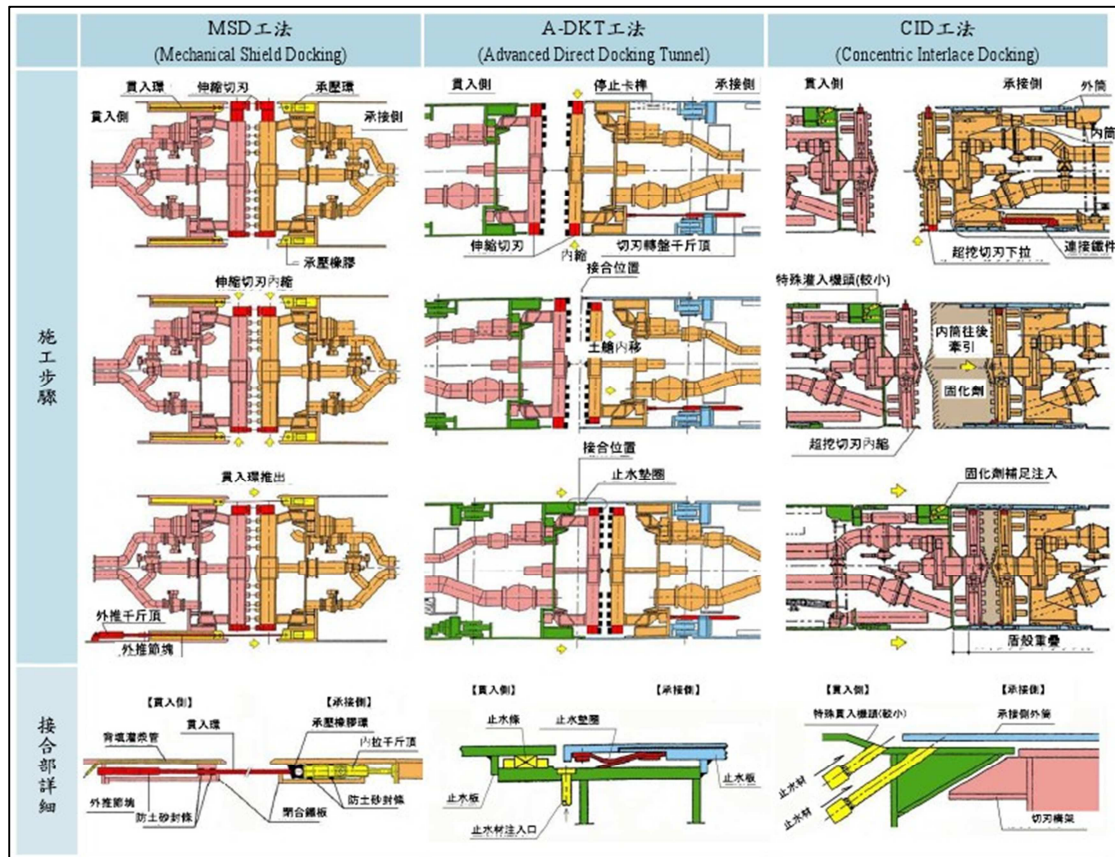 MSD工法
(Mechanical Shield Docking)
A-DKT工法
(Advanced Direct Docking Tunnel)
CID工法
(Concentric Interlace Docking)
施工步驟
貫入環
伸縮切刃
承壓環
貫入側
承接側
承壓橡膠
伸縮切刃內縮
貫入環推出
外推千斤頂
外推節塊
貫入側
停止卡榫
承接側
伸縮切刃
內縮
切刃轉盤千斤頂
接合位置
土艙內移
接合位置
止水墊圈
貫入側
承接側
外筒
內筒
超挖切刃下拉
連接鐵件
特殊灌入機頭(較小)
內筒往後
牽引
固化劑
超挖切刃內縮
固化劑補足注入
盾殼重疊
接合部詳細
【貫入側】
【承接側】
貫入環
承壓橡膠環
背填灌漿管
內拉千斤頂
外推節塊
防土砂封條
閉合鐵板
防土砂封條
【貫入側】
【承接側】
止水條
止水墊圈
止水板
止水板
止水材注入口
【貫入側】
【承接側】
特殊貫入機頭(較小)
承接側外筒
止水材
止水材
切刃構架